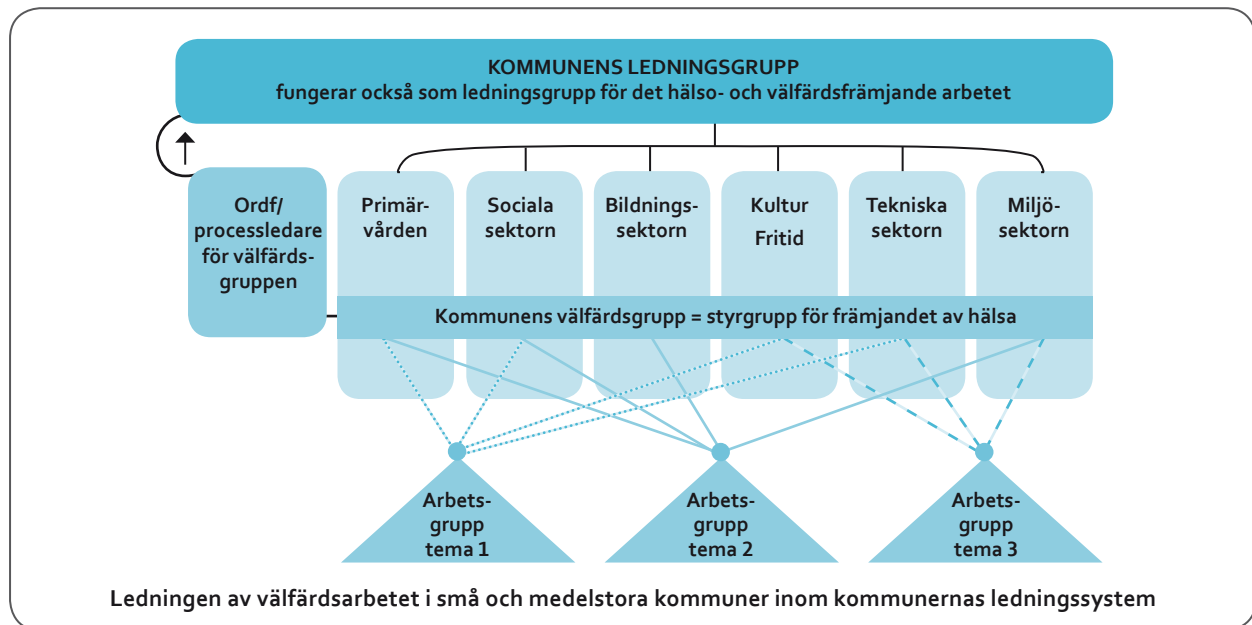 KOMMUNENS LEDNINGSGRUPP
fungerar också som ledningsgrupp för det hälso- och välfärdsfrämjande arbetet
Ordf/
processledare
för välfärds-
gruppen
Primär-
vården
Sociala
sektorn
Bildnings-
sektorn
Kultur
Fritid
Tekniska
sektorn
Miljö-
sektorn
Kommunens välfärdsgrupp = styrgrupp för främjandet av hälsa
Arbets-
grupp
tema 1
Arbets-
grupp
tema 2
Arbets-
grupp
tema 3
Ledningen av välfärdsarbetet i små och medelstora kommuner inom kommunernas ledningssystem